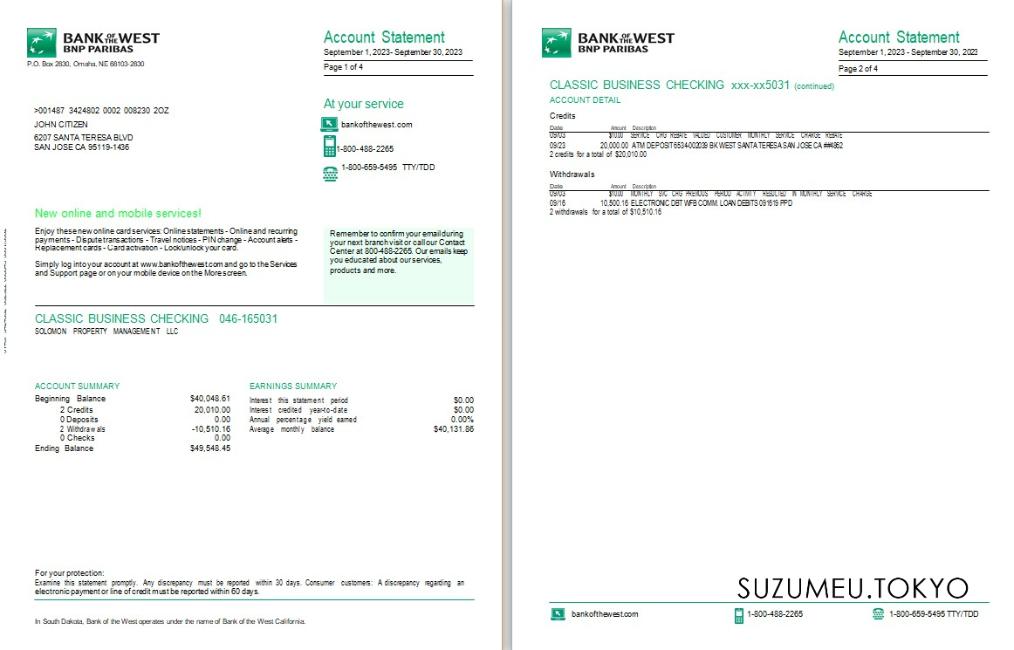 BANK OF THE WEST
BNP PARIBAS
P.O. Box 2830, Omaha, NE 68103-2830
Account Statement
September 1, 2023- September 30, 2023
Page 1 of 4
>001487 3424802 0002 008230 2OZ
JOHN CITIZEN
6207 SANTA TERESA BLVD
SAN JOSE CA 95119-1436
At your service
bankofthewest.com
1-800-488-2265
1-800-659-5495 TTY/TDD
New online and mobile services!
Enjoy these new online card services: Online statements - Online and recurring
payments - Dispute transactions - Travel notices - PIN change - Account alerts -
Replacement cards - Card activation - Lock/unlock your card.
Simply log into your account at www.bankofthewest.com and go to the Services
and Support page or on your mobile device on the More screen.
Remember to confirm your email during
your next branch visit or call our Contact
Center at 800-488-2265. Our emails keep
you educated about our services,
products and more.
CLASSIC BUSINESS CHECKING 046-165031
SOLOMON PROPERTY MANAGEMENT LLC
ACCOUNT SUMMARY
Beginning Balance $40,048.61
2 Credits 20,010.00
0 Deposits 0.00
2 Withdrawals -10,510.16
0 Checks 0.00
Ending Balance $49,548.45
EARNINGS SUMMARY
Interest this statement period $0.00
Interest credited year-to-date $0.00
Annual percentage yield earned 0.00%
Average monthly balance $40,131.86
For your protection:
Examine this statement promptly. Any discrepancy must be reported within 30 days. Consumer customers: A discrepancy regarding an
electronic payment or line of credit must be reported within 60 days.
In South Dakota, Bank of the West operates under the name of Bank of the West California.
BANK OF THE WEST
BNP PARIBAS
Account Statement
September 1, 2023 - September 30, 2023
Page 2 of 4
CLASSIC BUSINESS CHECKING xxx-xx5031 (continued)
ACCOUNT DETAIL
Credits
Date Amount Description
09/03 $10.00 SERVICE CHG REBATE VALUED CUSTOMER MONTHLY SERVICE CHARGE REBATE
09/23 20,000.00 ATM DEPOSIT 6534002039 BK WEST SANTA TERESA SAN JOSE CA ###4862
2 credits for a total of $20,010.00
Withdrawals
Date Amount Description
09/03 $10.00 MONTHLY SVC CHG PREVIOUS PERIOD ACTIVITY RESULTED IN MONTHLY SERVICE CHARGE
09/16 10,500.16 ELECTRONIC DBT WFB COMM. LOAN DEBITS 091619 PPD
2 withdrawals for a total of $10,510.16
SUZUMEU.TOKYO
bankofthewest.com
1-800-488-2265
1-800-659-5495 TTY/TDD